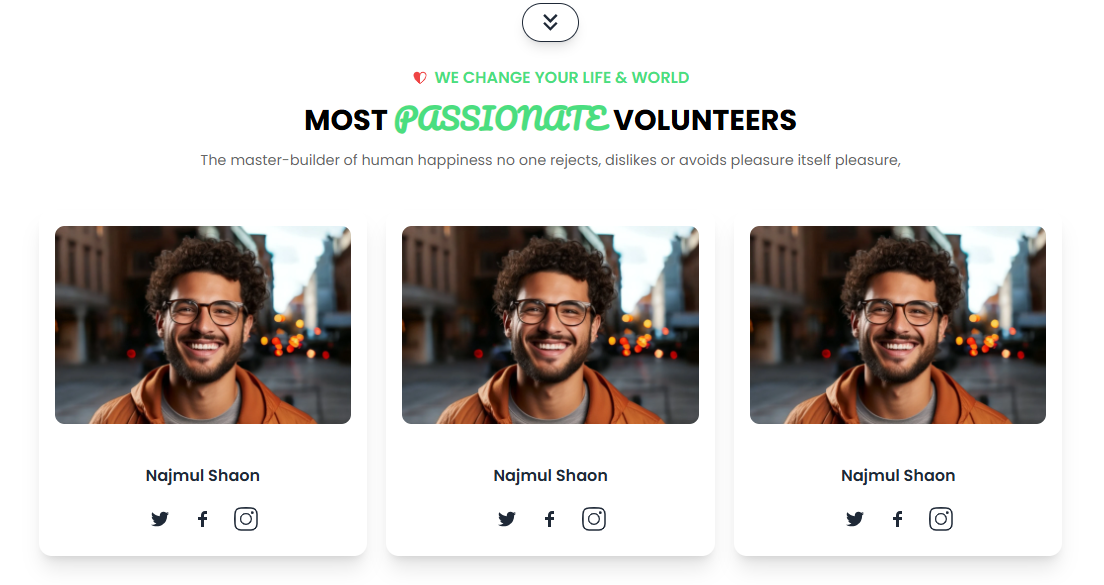 WE CHANGE YOUR LIFE & WORLD
MOST PASSIONATE VOLUNTEERS
The master-builder of human happiness no one rejects, dislikes or avoids pleasure itself pleasure,
Najmul Shaon
Najmul Shaon
Najmul Shaon